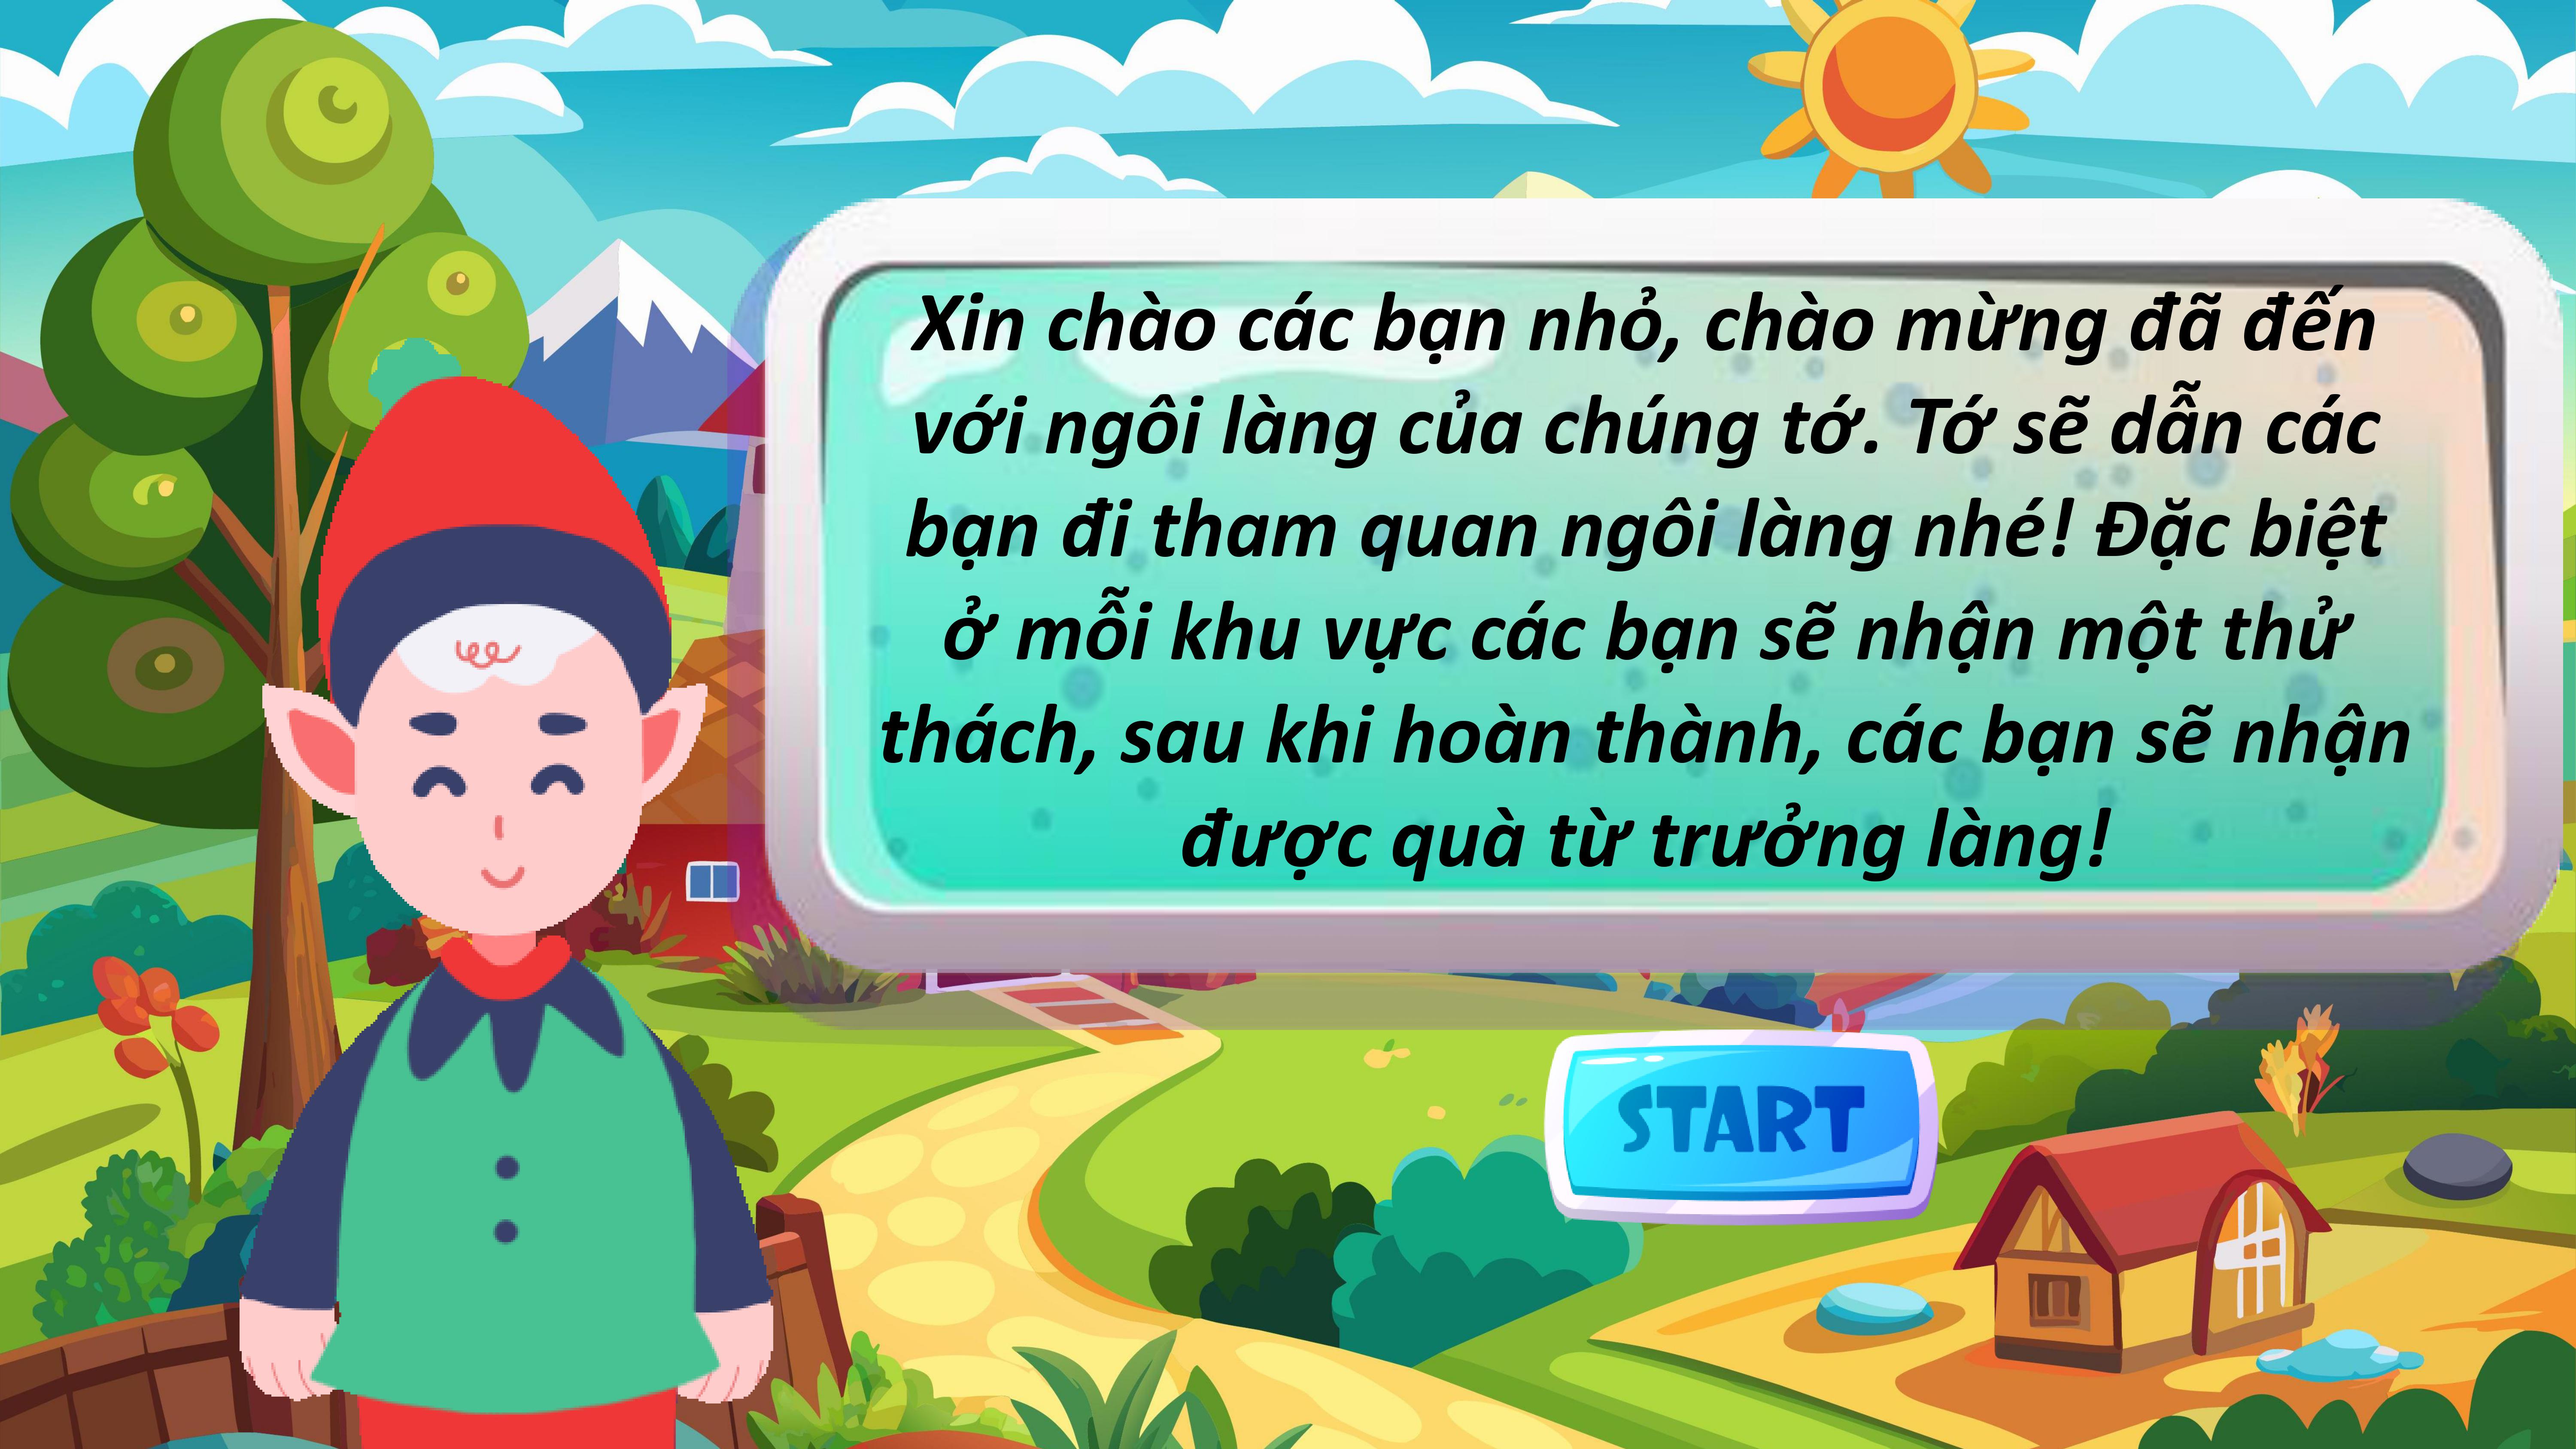 Xin chào các bạn nhỏ, chào mừng đã đến
với ngôi làng của chúng tớ. Tớ sẽ dẫn các
bạn đi tham quan ngôi làng nhé! Đặc biệt
ở mỗi khu vực các bạn sẽ nhận một thử
thách, sau khi hoàn thành, các bạn sẽ nhận
được quà từ trưởng làng!
START